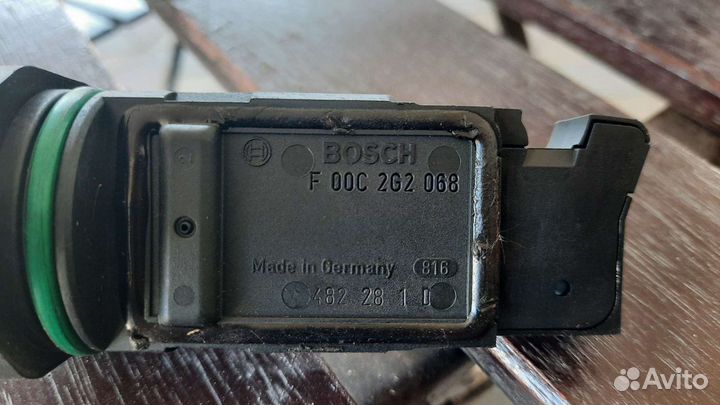 BOSCH
F 00C 2G2 068
Made in Germany 816
482 28 1 D
Avito